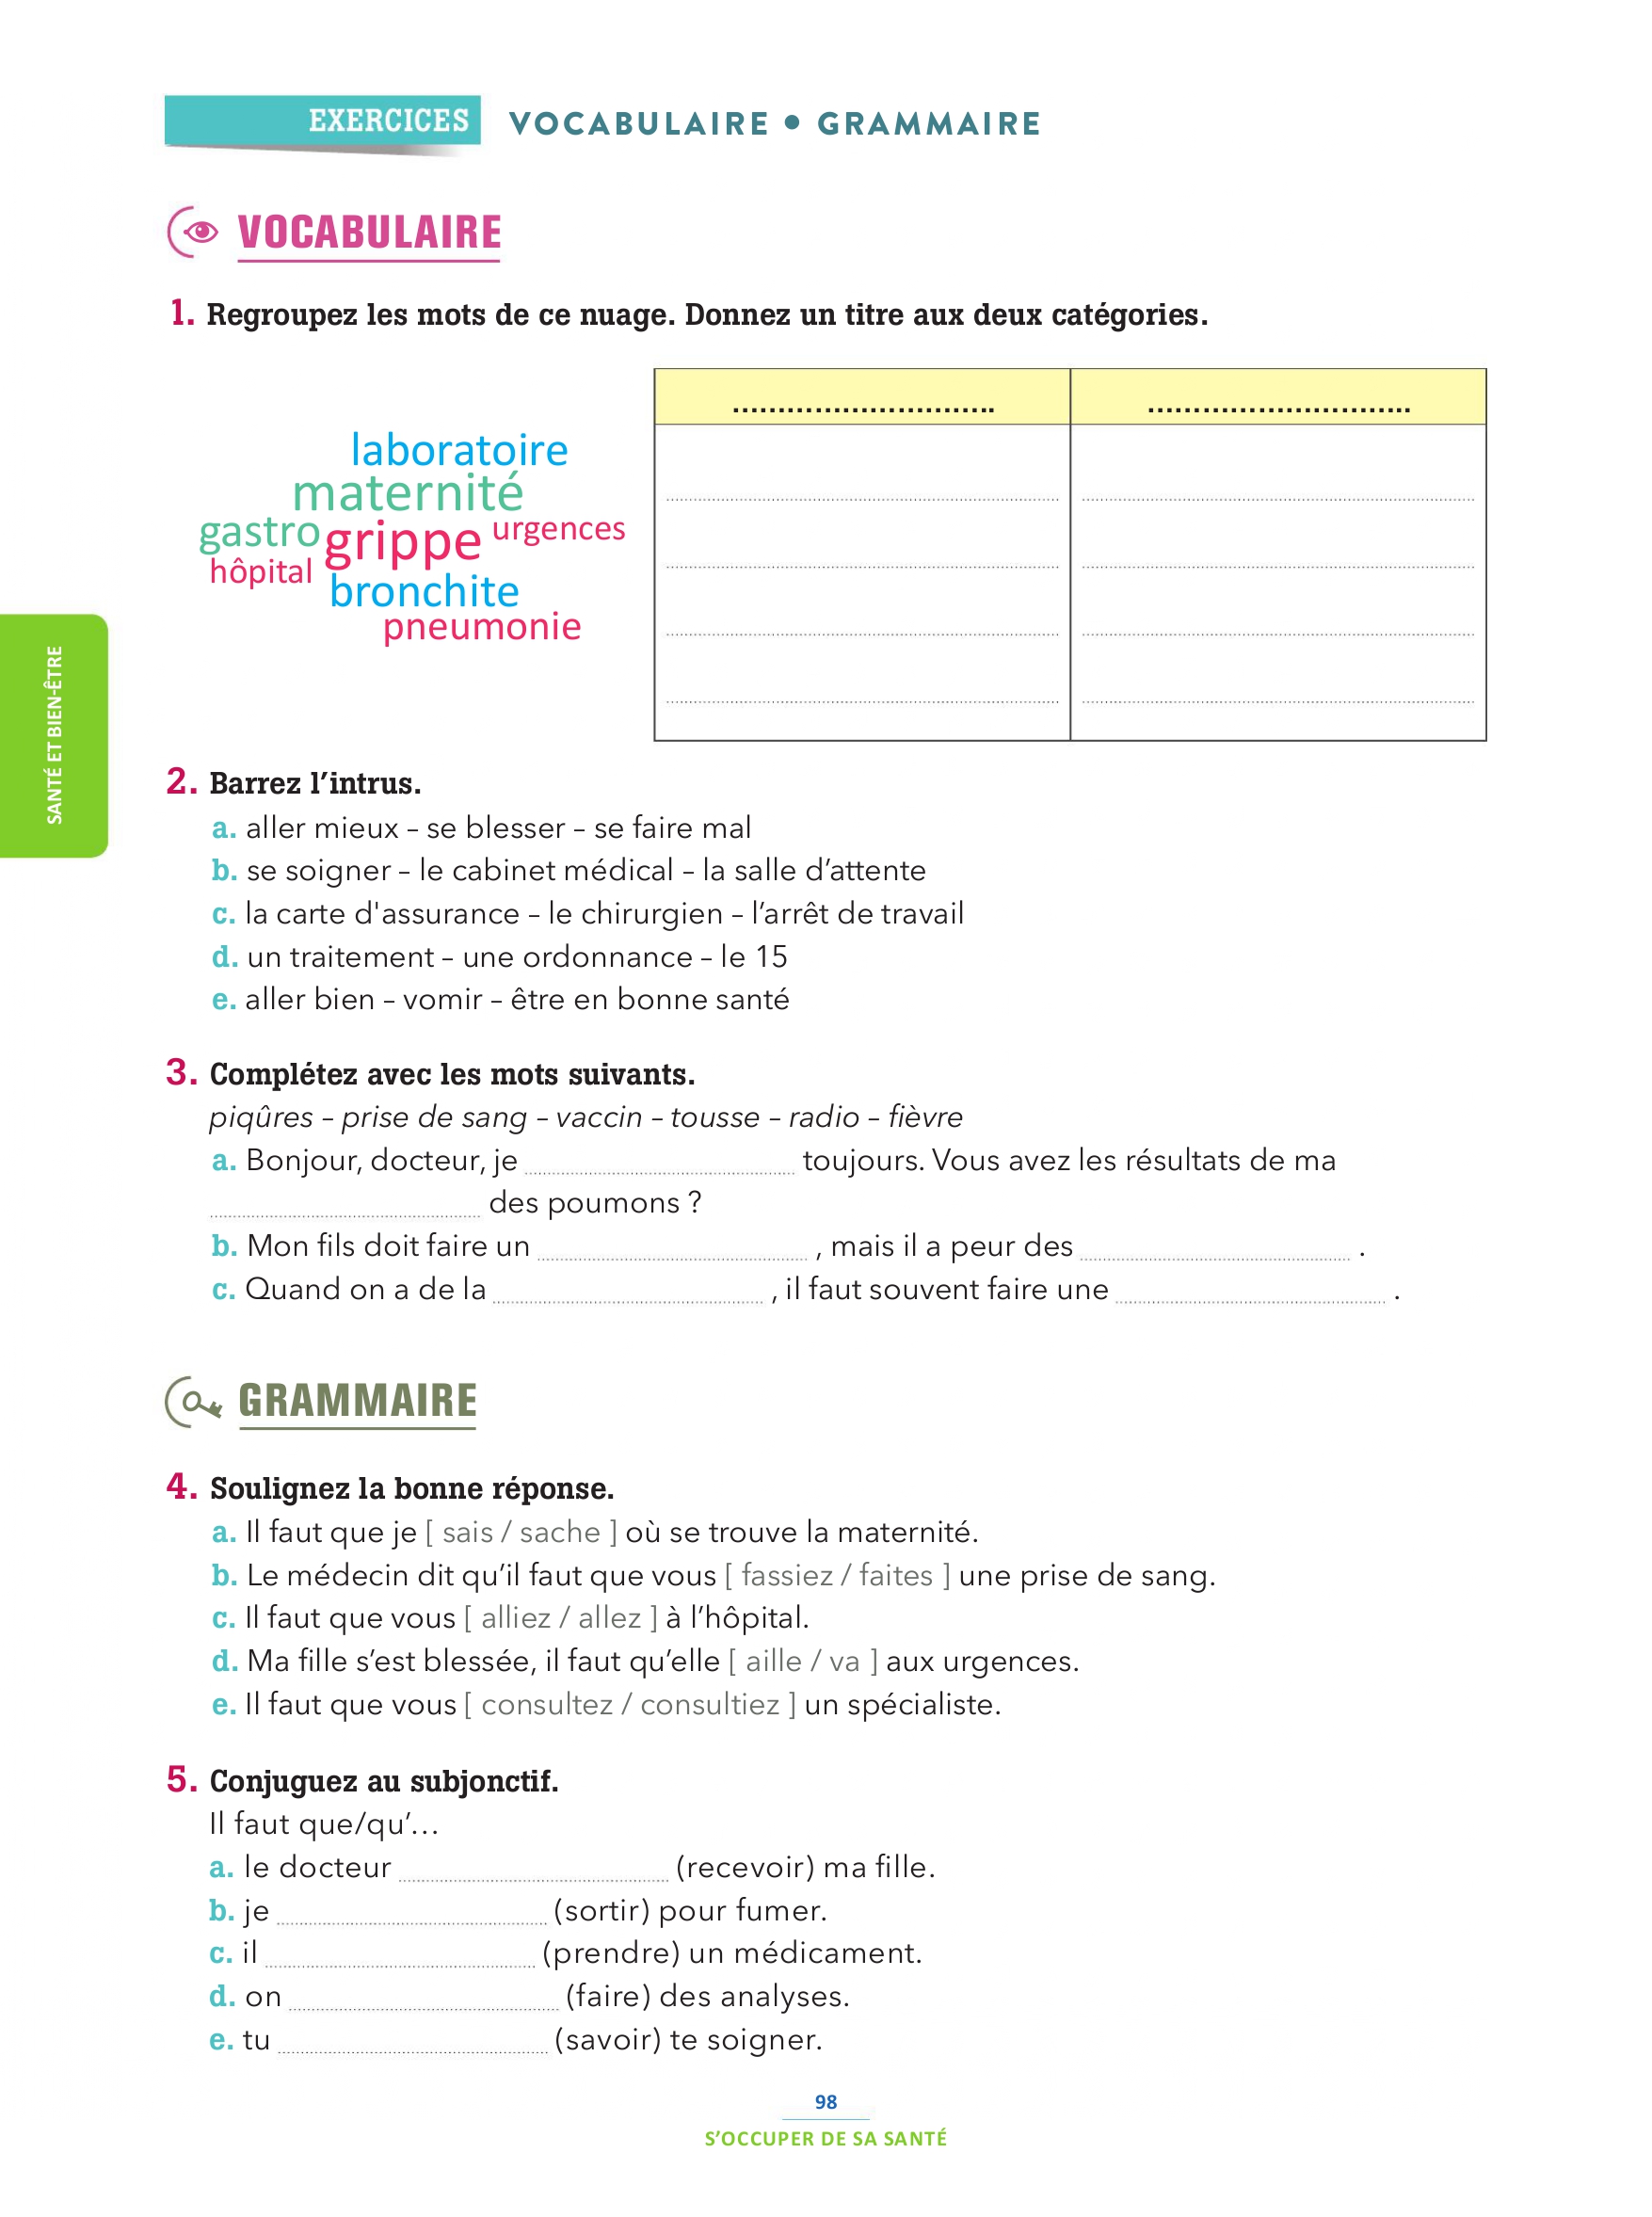 EXERCICES VOCABULAIRE • GRAMMAIRE
VOCABULAIRE
1. Regroupez les mots de ce nuage. Donnez un titre aux deux catégories.
laboratoire
maternité
gastro grippe urgences
hôpital
bronchite
pneumonie
SANTÉ ET BIEN-ÊTRE
2. Barrez l’intrus.
a. aller mieux – se blesser – se faire mal
b. se soigner – le cabinet médical – la salle d’attente
c. la carte d'assurance – le chirurgien – l’arrêt de travail
d. un traitement – une ordonnance – le 15
e. aller bien – vomir – être en bonne santé
3. Complétez avec les mots suivants.
piqûres – prise de sang – vaccin – tousse – radio – fièvre
a. Bonjour, docteur, je toujours. Vous avez les résultats de ma
des poumons ?
b. Mon fils doit faire un , mais il a peur des .
c. Quand on a de la , il faut souvent faire une .
GRAMMAIRE
4. Soulignez la bonne réponse.
a. Il faut que je [ sais / sache ] où se trouve la maternité.
b. Le médecin dit qu’il faut que vous [ fassiez / faites ] une prise de sang.
c. Il faut que vous [ alliez / allez ] à l’hôpital.
d. Ma fille s’est blessée, il faut qu’elle [ aille / va ] aux urgences.
e. Il faut que vous [ consultez / consultiez ] un spécialiste.
5. Conjuguez au subjonctif.
Il faut que/qu’…
a. le docteur (recevoir) ma fille.
b. je (sortir) pour fumer.
c. il (prendre) un médicament.
d. on (faire) des analyses.
e. tu (savoir) te soigner.
98
S’OCCUPER DE SA SANTÉ